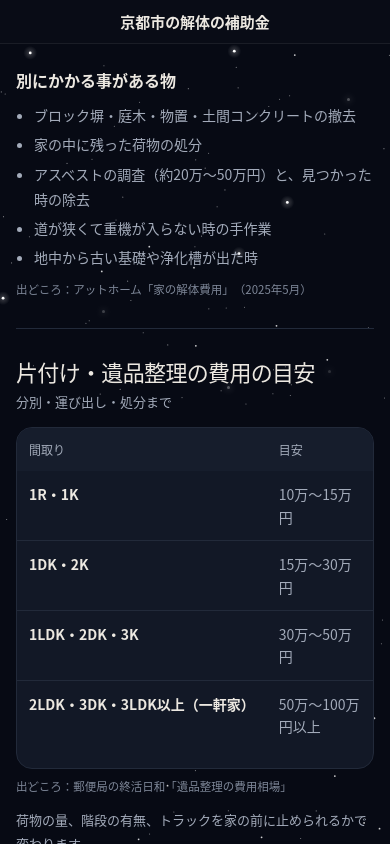 京都市の解体の補助金
別にかかる事がある物
ブロック塀・庭木・物置・土間コンクリートの撤去
家の中に残った荷物の処分
アスベストの調査（約20万〜50万円）と、見つかった
時の除去
道が狭くて重機が入らない時の手作業
地中から古い基礎や浄化槽が出た時
出どころ：アットホーム「家の解体費用」（2025年5月）
片付け・遺品整理の費用の目安
分別・運び出し・処分まで
間取り 目安
1R・1K 10万〜15万
円
1DK・2K 15万〜30万
円
1LDK・2DK・3K 30万〜50万
円
2LDK・3DK・3LDK以上（一軒家） 50万〜100万
円以上
出どころ：郵便局の終活日和・「遺品整理の費用相場」
荷物の量、階段の有無、トラックを家の前に止められるかで
変わります